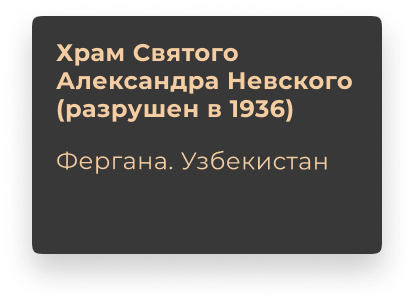 Храм Святого
Александра Невского
(разрушен в 1936)
Фергана. Узбекистан